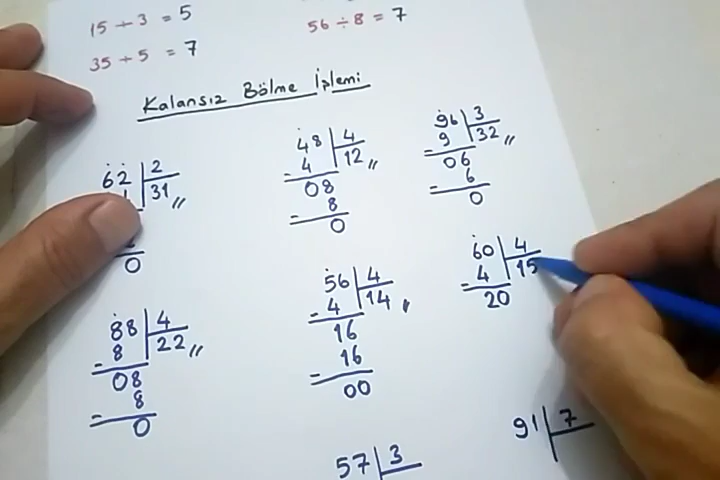 15 ÷ 3 = 5
56 ÷ 8 = 7
35 ÷ 5 = 7
Kalansız Bölme İşlemi
62 2
31
0
48 4
- 4 12
08
- 8
0
96 3
- 9 32
06
- 6
0
88 4
- 8 22
08
- 8
0
56 4
- 4 14
16
- 16
00
60 4
- 4 15
20
57 3
91 7